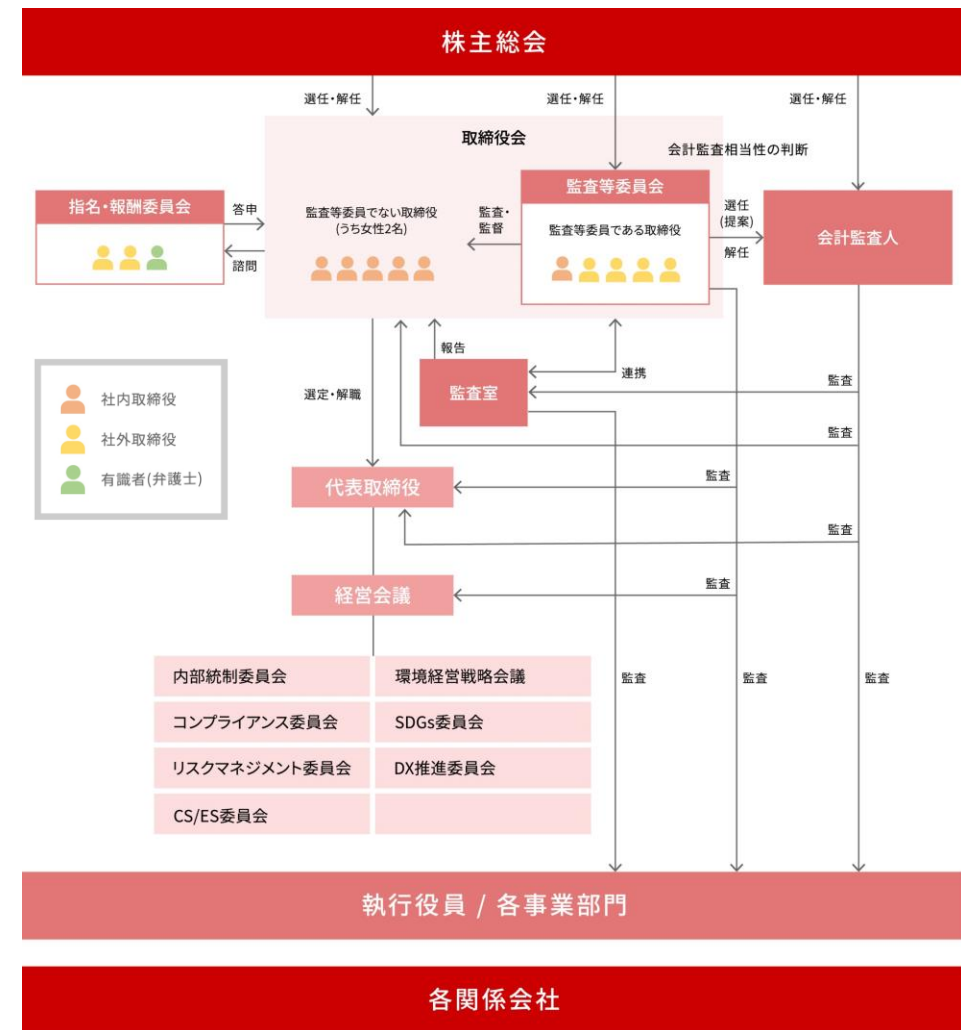 株主総会
選任・解任
選任・解任
選任・解任
取締役会
会計監査相当性の判断
指名・報酬委員会
答申
諮問
監査等委員でない取締役
(うち女性2名)
監査・
監督
監査等委員会
監査等委員である取締役
選任
(提案)
解任
会計監査人
報告
連携
監査室
監査
選定・解職
監査
社内取締役
社外取締役
有識者(弁護士)
代表取締役
監査
監査
経営会議
監査
内部統制委員会
環境経営戦略会議
コンプライアンス委員会
SDGs委員会
リスクマネジメント委員会
DX推進委員会
CS/ES委員会
監査
監査
監査
執行役員 / 各事業部門
各関係会社